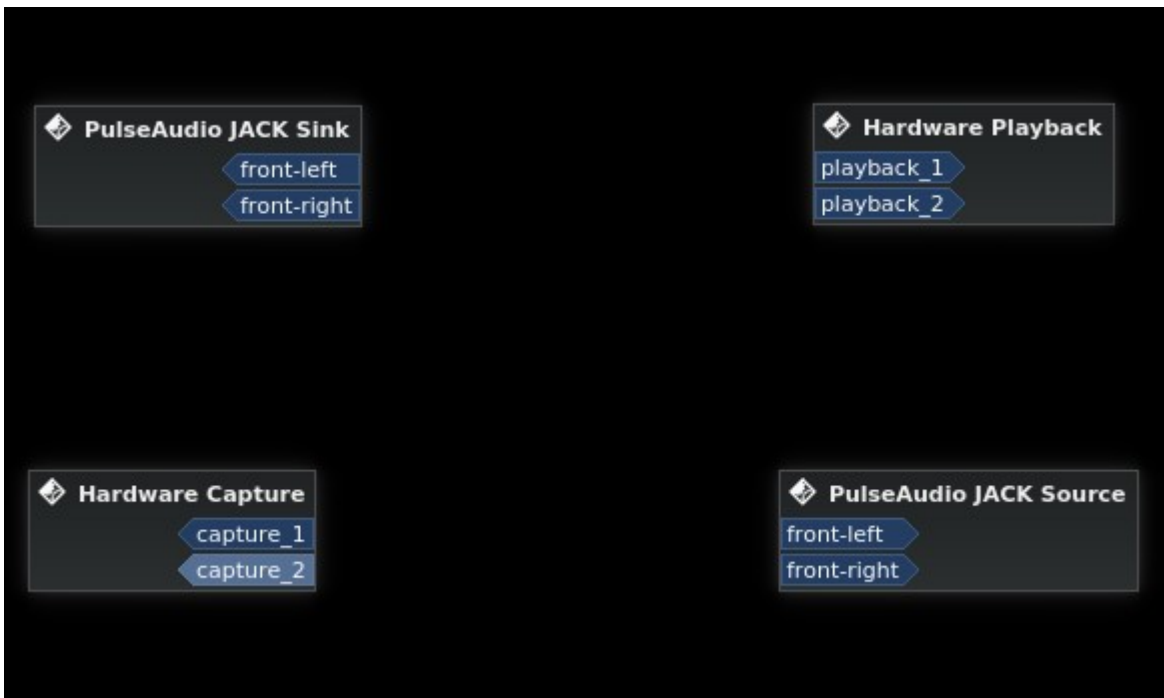 PulseAudio JACK Sink
front-left
front-right
Hardware Playback
playback_1
playback_2
Hardware Capture
capture_1
capture_2
PulseAudio JACK Source
front-left
front-right